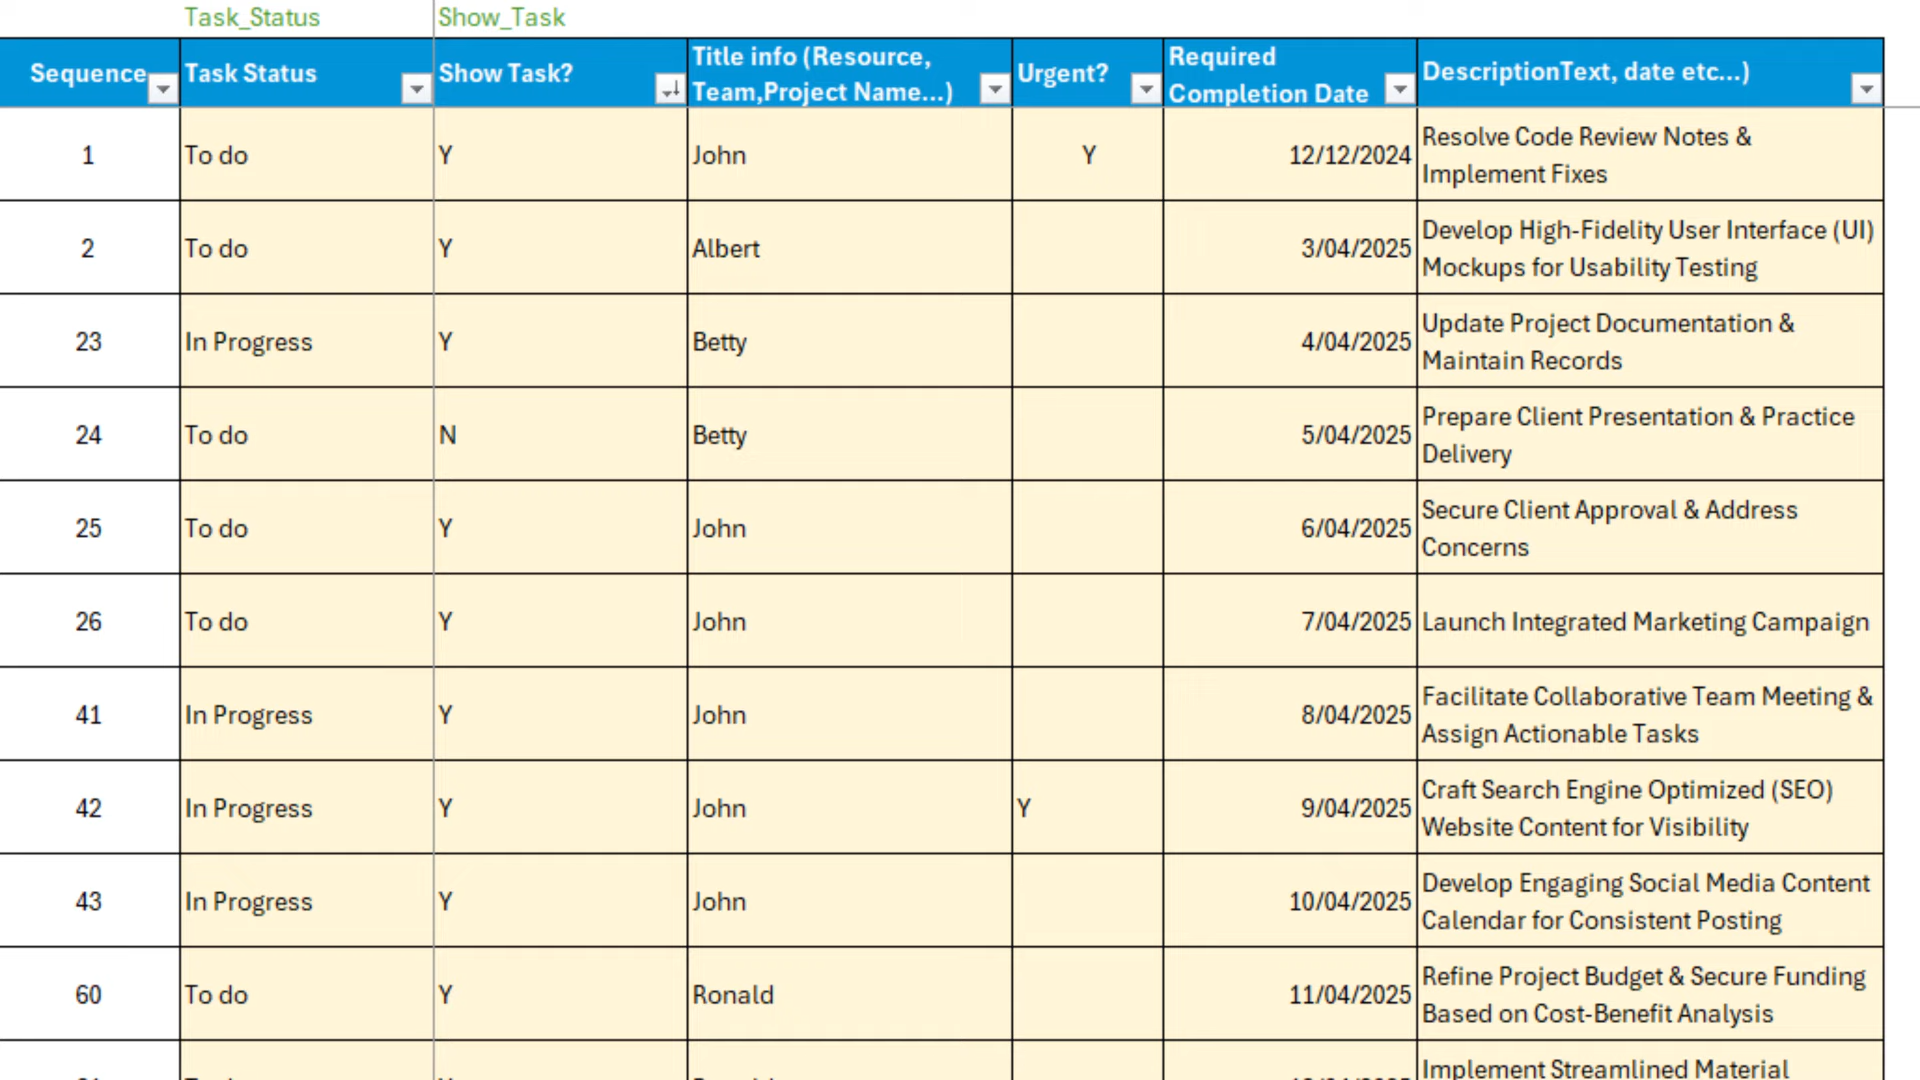 Task_Status Show_Task
Sequence Task Status Show Task? Title info (Resource, Team,Project Name...) Urgent? Required Completion Date DescriptionText, date etc...)
1 To do Y John Y 12/12/2024 Resolve Code Review Notes & Implement Fixes
2 To do Y Albert 3/04/2025 Develop High-Fidelity User Interface (UI) Mockups for Usability Testing
23 In Progress Y Betty 4/04/2025 Update Project Documentation & Maintain Records
24 To do N Betty 5/04/2025 Prepare Client Presentation & Practice Delivery
25 To do Y John 6/04/2025 Secure Client Approval & Address Concerns
26 To do Y John 7/04/2025 Launch Integrated Marketing Campaign
41 In Progress Y John 8/04/2025 Facilitate Collaborative Team Meeting & Assign Actionable Tasks
42 In Progress Y John Y 9/04/2025 Craft Search Engine Optimized (SEO) Website Content for Visibility
43 In Progress Y John 10/04/2025 Develop Engaging Social Media Content Calendar for Consistent Posting
60 To do Y Ronald 11/04/2025 Refine Project Budget & Secure Funding Based on Cost-Benefit Analysis
Implement Streamlined Material